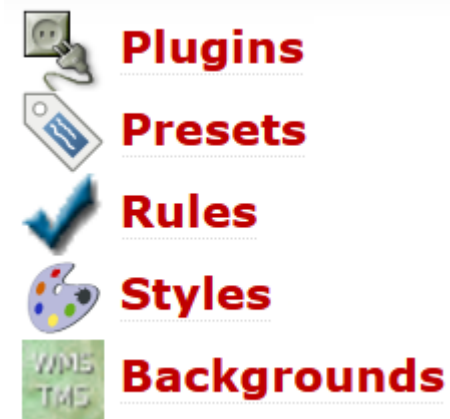 Plugins
Presets
Rules
Styles
WMS
TMS
Backgrounds